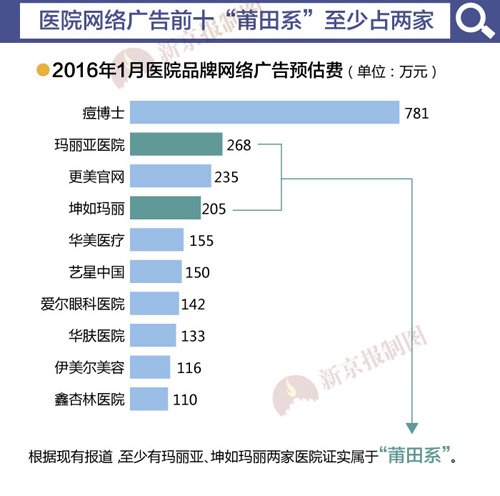 医院网络广告前十“莆田系”至少占两家
2016年1月医院品牌网络广告预估费（单位：万元）
痘博士 781
玛丽亚医院 268
更美官网 235
坤如玛丽 205
华美医疗 155
艺星中国 150
爱尔眼科医院 142
华肤医院 133
伊美尔美容 116
鑫杏林医院 110
根据现有报道，至少有玛丽亚、坤如玛丽两家医院证实属于“莆田系”。
新京报制图
新京报制图